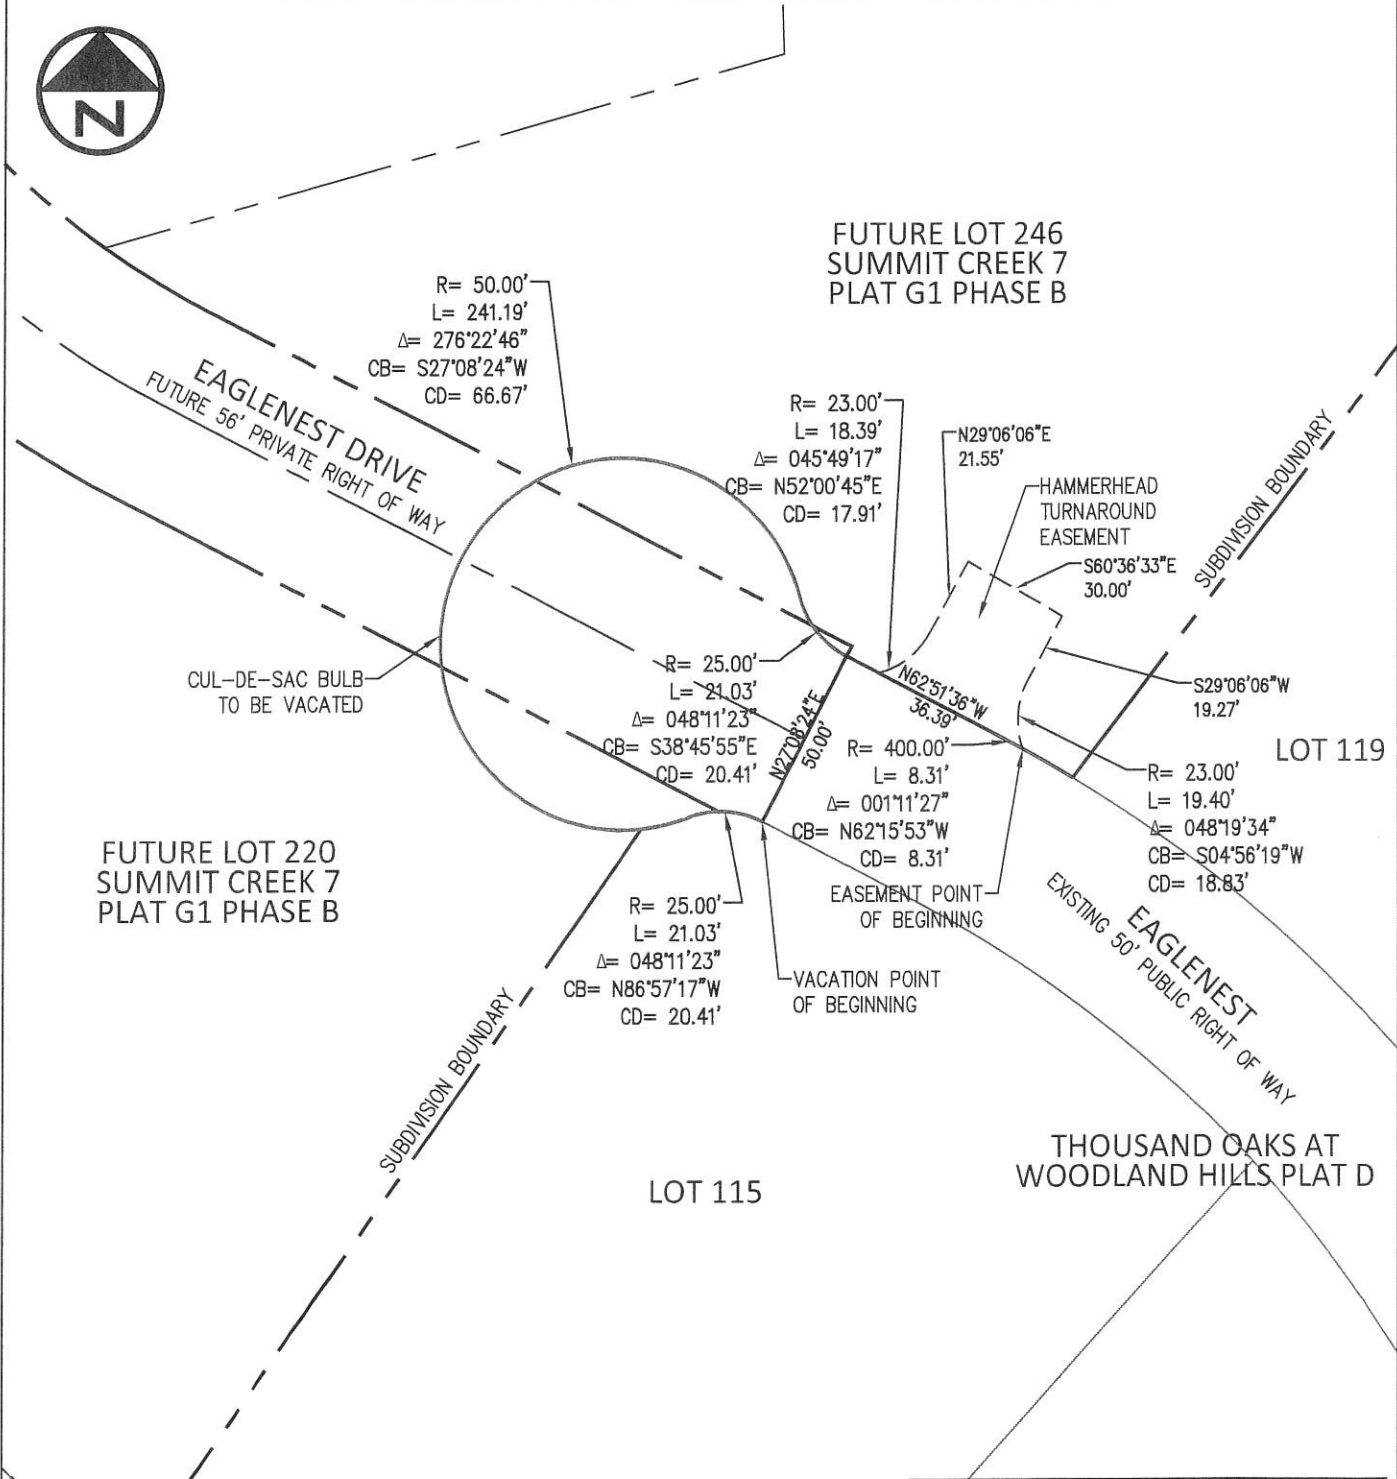 N
FUTURE LOT 246
SUMMIT CREEK 7
PLAT G1 PHASE B
R= 50.00'
L= 241.19'
Δ= 276°22'46"
CB= S27°08'24"W
CD= 66.67'
EAGLENEST DRIVE
FUTURE 56' PRIVATE RIGHT OF WAY
R= 23.00'
L= 18.39'
Δ= 045°49'17"
CB= N52°00'45"E
CD= 17.91'
N29°06'06"E
21.55'
HAMMERHEAD
TURNAROUND
EASEMENT
S60°36'33"E
30.00'
SUBDIVISION BOUNDARY
CUL-DE-SAC BULB
TO BE VACATED
R= 25.00'
L= 21.03'
Δ= 048°11'23"
CB= S38°45'55"E
CD= 20.41'
N27°08'24"E
50.00'
N62°51'36"W
36.39'
S29°06'06"W
19.27'
LOT 119
R= 400.00'
L= 8.31'
Δ= 001°11'27"
CB= N62°15'53"W
CD= 8.31'
R= 23.00'
L= 19.40'
Δ= 048°19'34"
CB= S04°56'19"W
CD= 18.83'
EASEMENT POINT
OF BEGINNING
FUTURE LOT 220
SUMMIT CREEK 7
PLAT G1 PHASE B
R= 25.00'
L= 21.03'
Δ= 048°11'23"
CB= N86°57'17"W
CD= 20.41'
VACATION POINT
OF BEGINNING
EAGLENEST
EXISTING 50' PUBLIC RIGHT OF WAY
SUBDIVISION BOUNDARY
THOUSAND OAKS AT
WOODLAND HILLS PLAT D
LOT 115